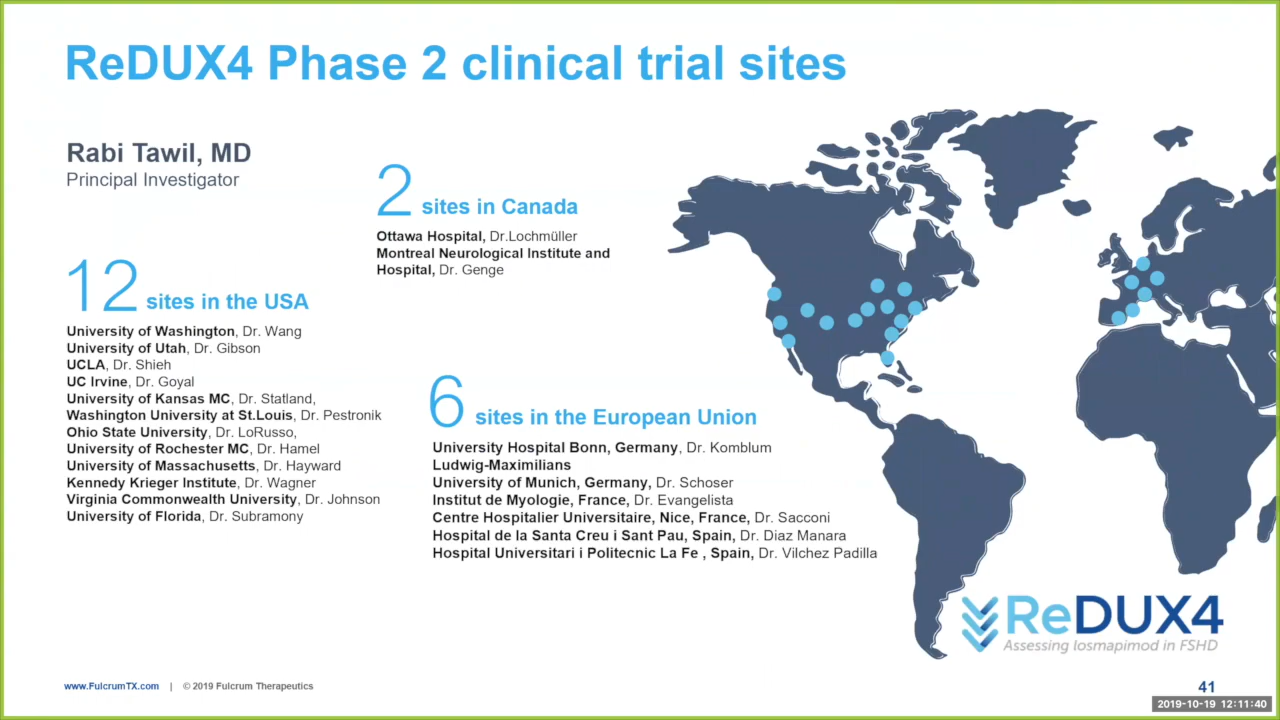 ReDUX4 Phase 2 clinical trial sites
Rabi Tawil, MD
Principal Investigator
2 sites in Canada
Ottawa Hospital, Dr.Lochmüller
Montreal Neurological Institute and
Hospital, Dr. Genge
12 sites in the USA
University of Washington, Dr. Wang
University of Utah, Dr. Gibson
UCLA, Dr. Shieh
UC Irvine, Dr. Goyal
University of Kansas MC, Dr. Statland,
Washington University at St.Louis, Dr. Pestronik
Ohio State University, Dr. LoRusso,
University of Rochester MC, Dr. Hamel
University of Massachusetts, Dr. Hayward
Kennedy Krieger Institute, Dr. Wagner
Virginia Commonwealth University, Dr. Johnson
University of Florida, Dr. Subramony
6 sites in the European Union
University Hospital Bonn, Germany, Dr. Komblum
Ludwig-Maximilians
University of Munich, Germany, Dr. Schoser
Institut de Myologie, France, Dr. Evangelista
Centre Hospitalier Universitaire, Nice, France, Dr. Sacconi
Hospital de la Santa Creu i Sant Pau, Spain, Dr. Diaz Manara
Hospital Universitari i Politecnic La Fe , Spain, Dr. Vilchez Padilla
ReDUX4
Assessing losmapimod in FSHD
www.FulcrumTX.com | © 2019 Fulcrum Therapeutics
41
2019-10-19 12:11:40